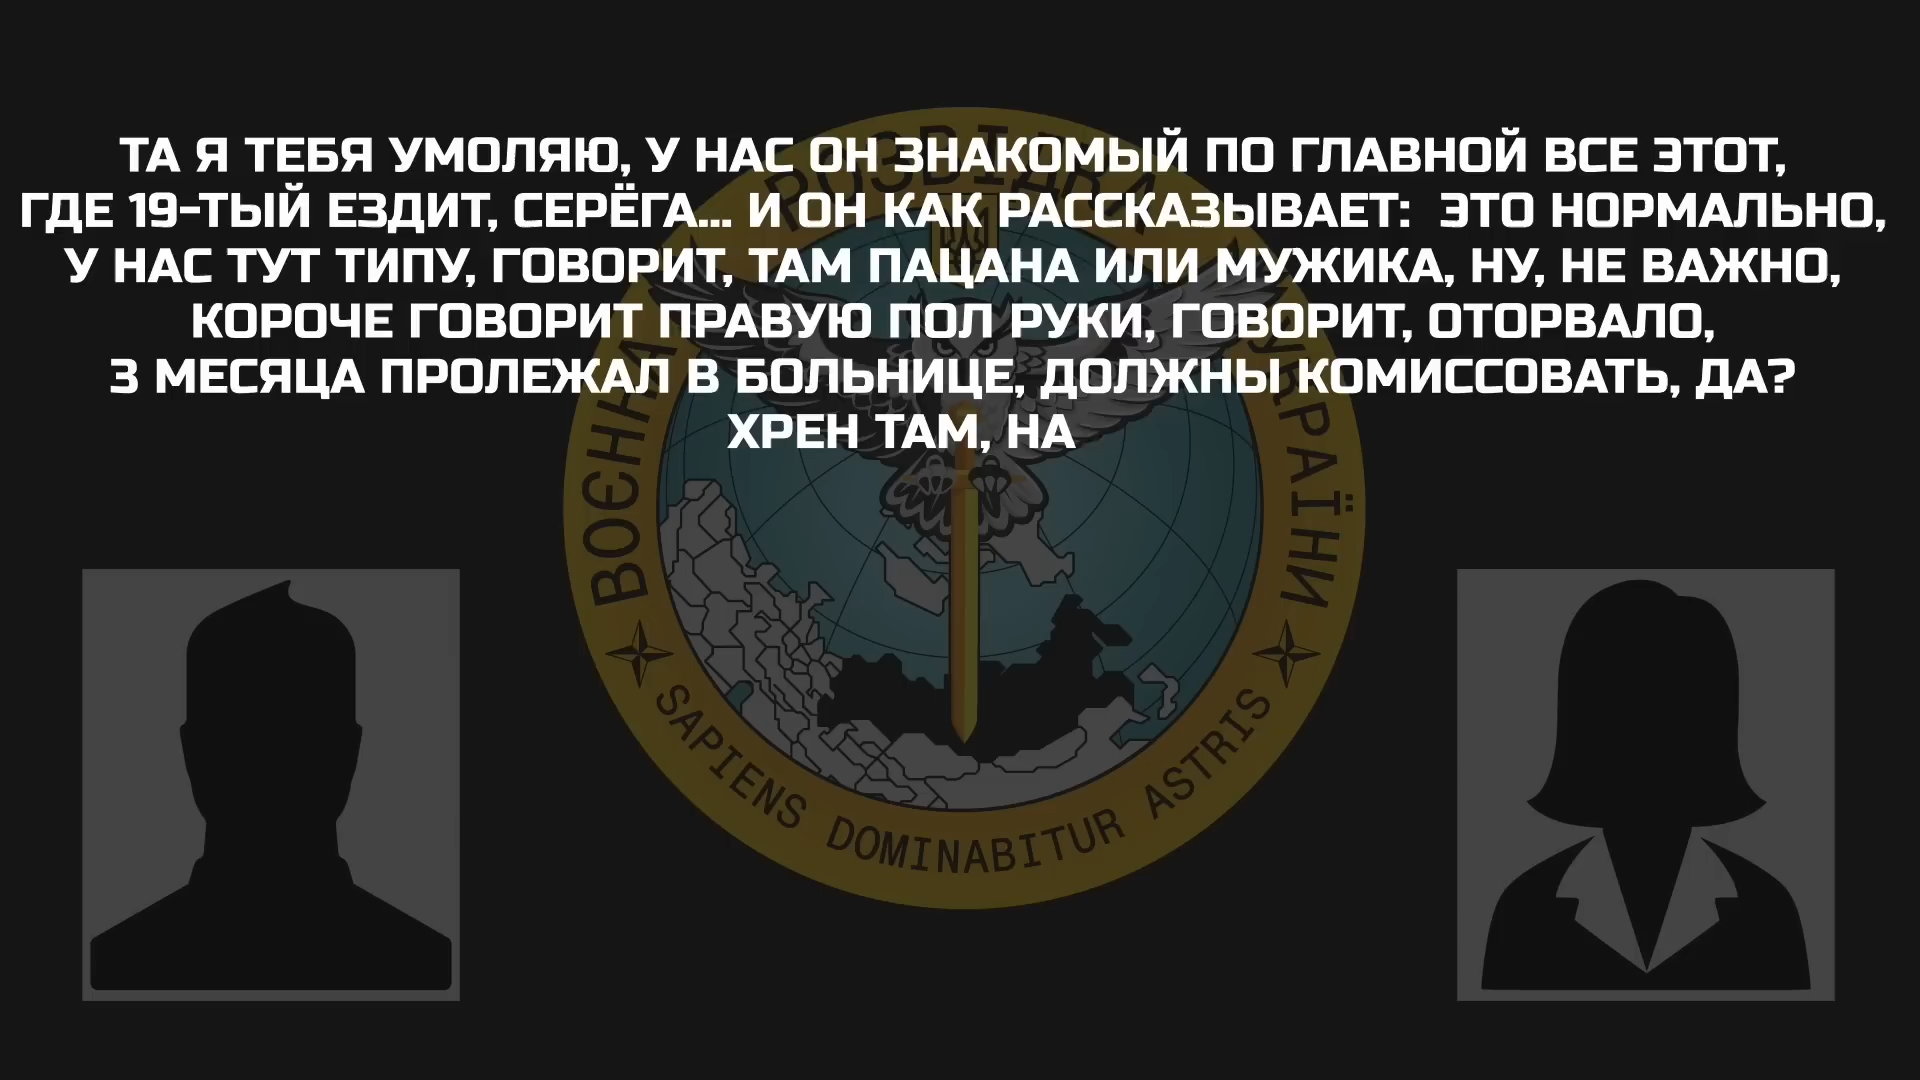 ТА Я ТЕБЯ УМОЛЯЮ, У НАС ОН ЗНАКОМЫЙ ПО ГЛАВНОЙ ВСЕ ЭТОТ,
ГДЕ 19-ТЫЙ ЕЗДИТ, СЕРЁГА... И ОН КАК РАССКАЗЫВАЕТ: ЭТО НОРМАЛЬНО,
У НАС ТУТ ТИПУ, ГОВОРИТ, ТАМ ПАЦАНА ИЛИ МУЖИКА, НУ, НЕ ВАЖНО,
КОРОЧЕ ГОВОРИТ ПРАВУЮ ПОЛ РУКИ, ГОВОРИТ, ОТОРВАЛО,
3 МЕСЯЦА ПРОЛЕЖАЛ В БОЛЬНИЦЕ, ДОЛЖНЫ КОМИССОВАТЬ, ДА?
ХРЕН ТАМ, НА
ВОЄННА РОЗВІДКА УКРАЇНИ
SAPIENS DOMINABITUR ASTRIS